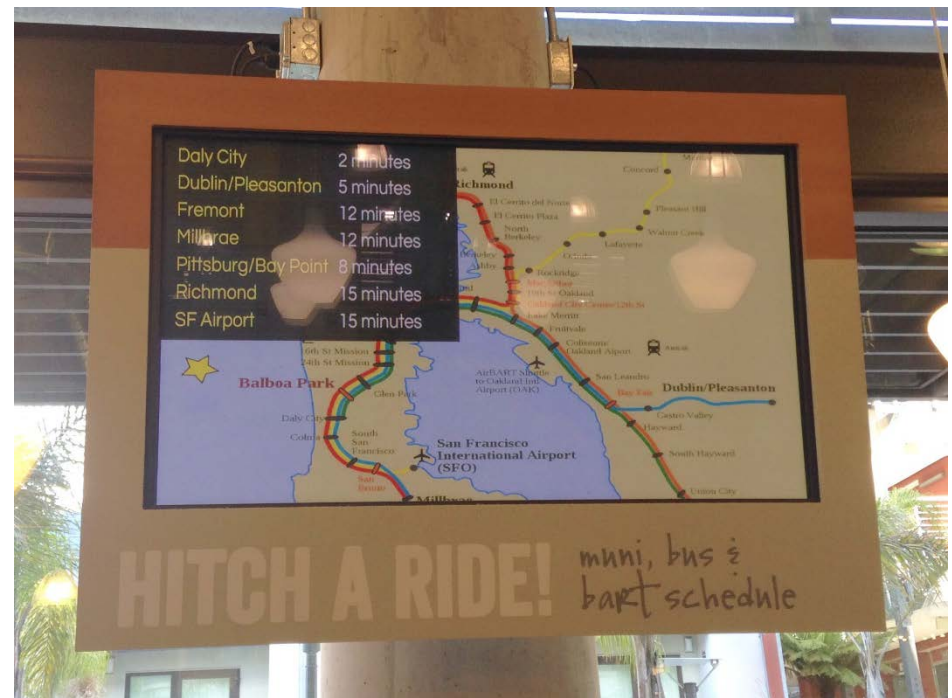 Daly City 2 minutes
Dublin/Pleasanton 5 minutes
Fremont 12 minutes
Millbrae 12 minutes
Pittsburg/Bay Point 8 minutes
Richmond 15 minutes
SF Airport 15 minutes
Concord
Pleasant Hill
Walnut Creek
Lafayette
Rockridge
Richmond
El Cerrito del Norte
El Cerrito Plaza
North
Berkeley
Ashby
19th St Oakland
Oakland City Center/12th St
Lake Merritt
Fruitvale
Coliseum
Oakland Aiport
San Leandro
Bay Fair
Dublin/Pleasanton
Castro Valley
Hayward
South Hayward
Union City
AirBART Shuttle
to Oakland Int.
Airport (OAK)
16th St Mission
24th St Mission
Balboa Park
Glen Park
Daly City
Colma
South
San
Francisco
San
Bruno
San Francisco
International Airport
(SFO)
Millbrae
HITCH A RIDE!
muni, bus &
bart schedule